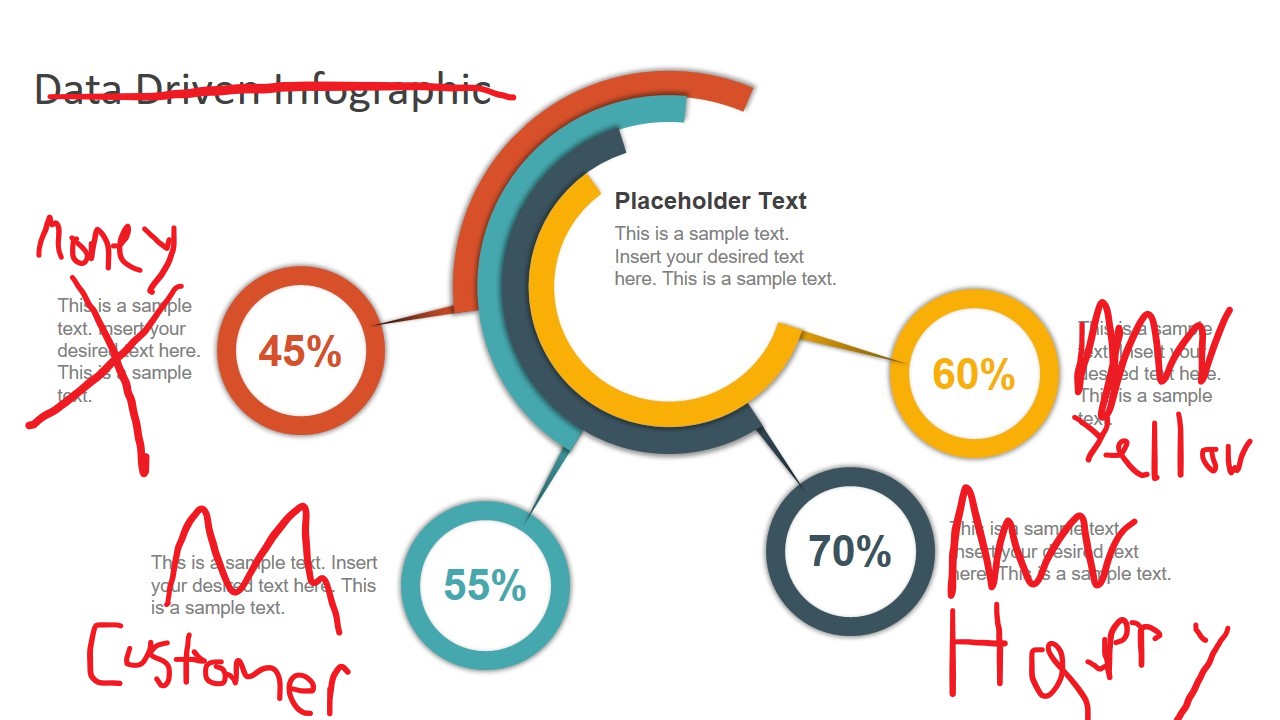 Data Driven Infographic
Placeholder Text
This is a sample text.
Insert your desired text
here. This is a sample text.
Money
This is a sample
text. Insert your
desired text here.
This is a sample
text.
45%
60%
This is a sample
text. Insert your
desired text here.
This is a sample
text.
Yellow
This is a sample text. Insert
your desired text here. This
is a sample text.
55%
Customer
70%
This is a sample text.
Insert your desired text
here. This is a sample text.
Happy